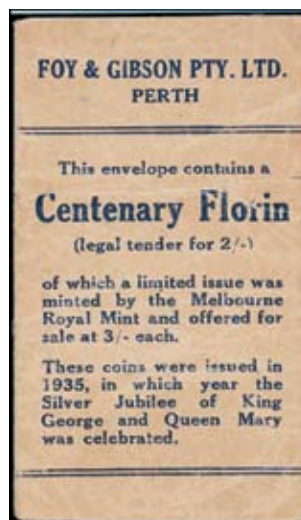 FOY & GIBSON PTY. LTD.
PERTH
This envelope contains a
Centenary Florin
(legal tender for 2/-)
of which a limited issue was
minted by the Melbourne
Royal Mint and offered for
sale at 3/- each.
These coins were issued in
1935, in which year the
Silver Jubilee of King
George and Queen Mary
was celebrated.